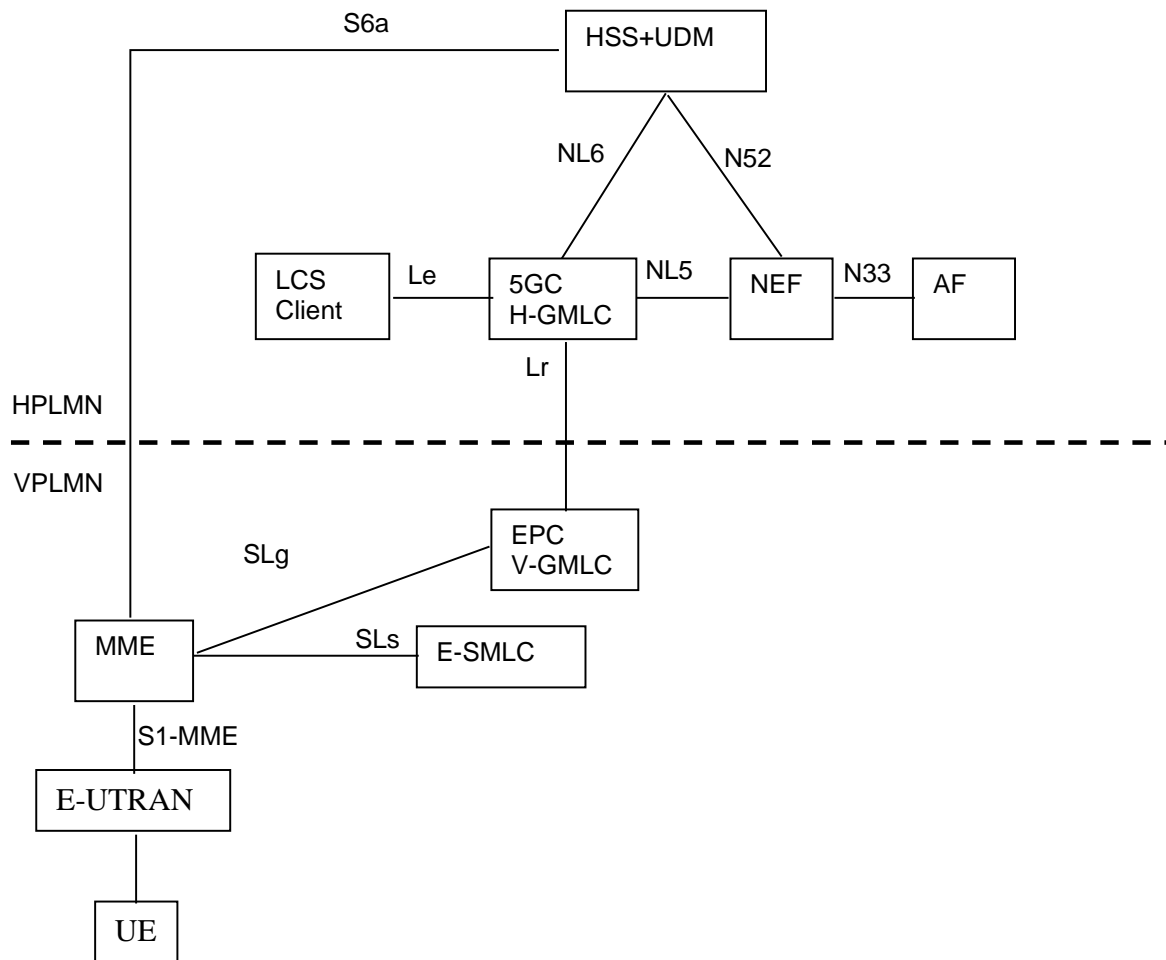 S6a
HSS+UDM
NL6
N52
LCS
Client
Le
5GC
H-GMLC
NL5
NEF
N33
AF
Lr
HPLMN
VPLMN
EPC
V-GMLC
SLg
MME
SLs
E-SMLC
S1-MME
E-UTRAN
UE